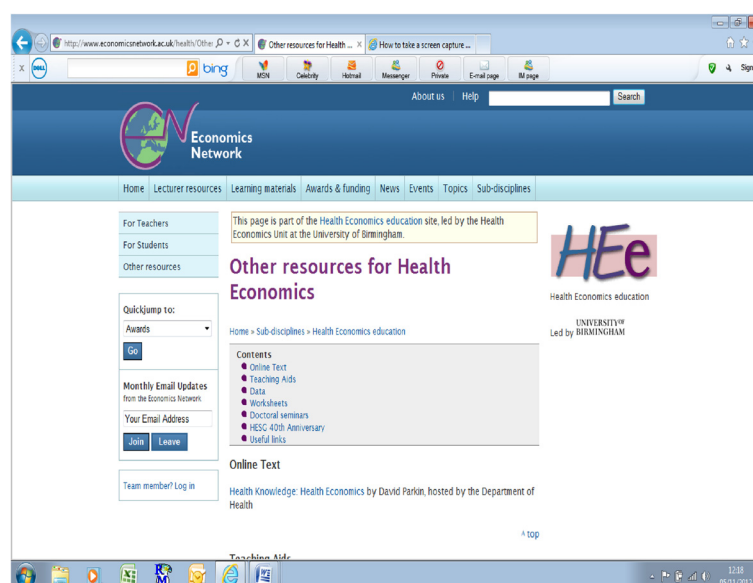 http://www.economicsnetwork.ac.uk/health/Other
Other resources for Health ...
How to take a screen capture ...
DELL
bing
MSN
Celebrity
Hotmail
Messenger
Private
E-mail page
IM page
Sign
About us
Help
Search
Economics
Network
Home
Lecturer resources
Learning materials
Awards & funding
News
Events
Topics
Sub-disciplines
For Teachers
For Students
Other resources
Quickjump to:
Awards
Go
Monthly Email Updates
from the Economics Network
Your Email Address
Join
Leave
Team member? Log in
This page is part of the Health Economics education site, led by the Health
Economics Unit at the University of Birmingham.
Other resources for Health
Economics
Home » Sub-disciplines » Health Economics education
Contents
Online Text
Teaching Aids
Data
Worksheets
Doctoral seminars
HESG 40th Anniversary
Useful links
Online Text
Health Knowledge: Health Economics by David Parkin, hosted by the Department of
Health
^ top
Teaching Aids
HEe
Health Economics education
Led by UNIVERSITY OF BIRMINGHAM
12:18